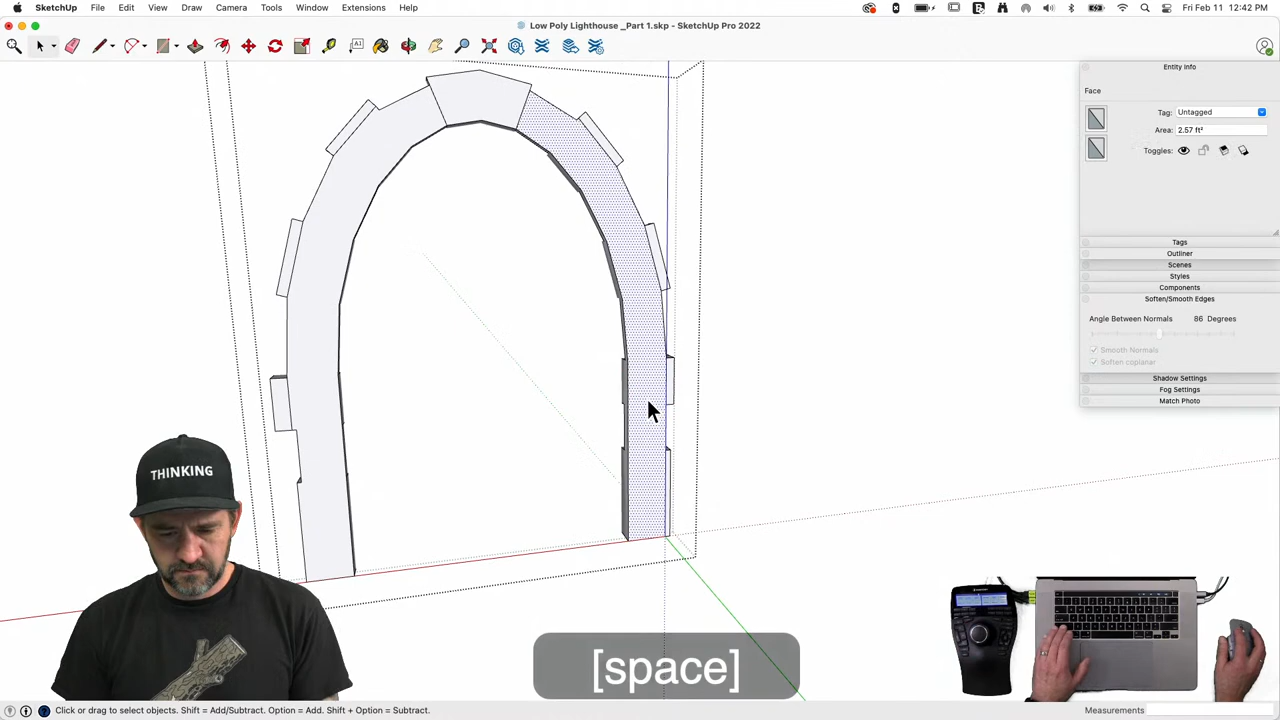 SketchUp File Edit View Draw Camera Tools Window Extensions Help
Fri Feb 11 12:42 PM
Low Poly Lighthouse _Part 1.skp - SketchUp Pro 2022
Entity Info
Face
Tag: Untagged
Area: 2.57 ft²
Toggles:
Tags
Outliner
Scenes
Styles
Components
Soften/Smooth Edges
Angle Between Normals 86 Degrees
Smooth Normals
Soften coplanar
Shadow Settings
Fog Settings
Match Photo
THINKING
[space]
Click or drag to select objects. Shift = Add/Subtract. Option = Add. Shift + Option = Subtract.
Measurements